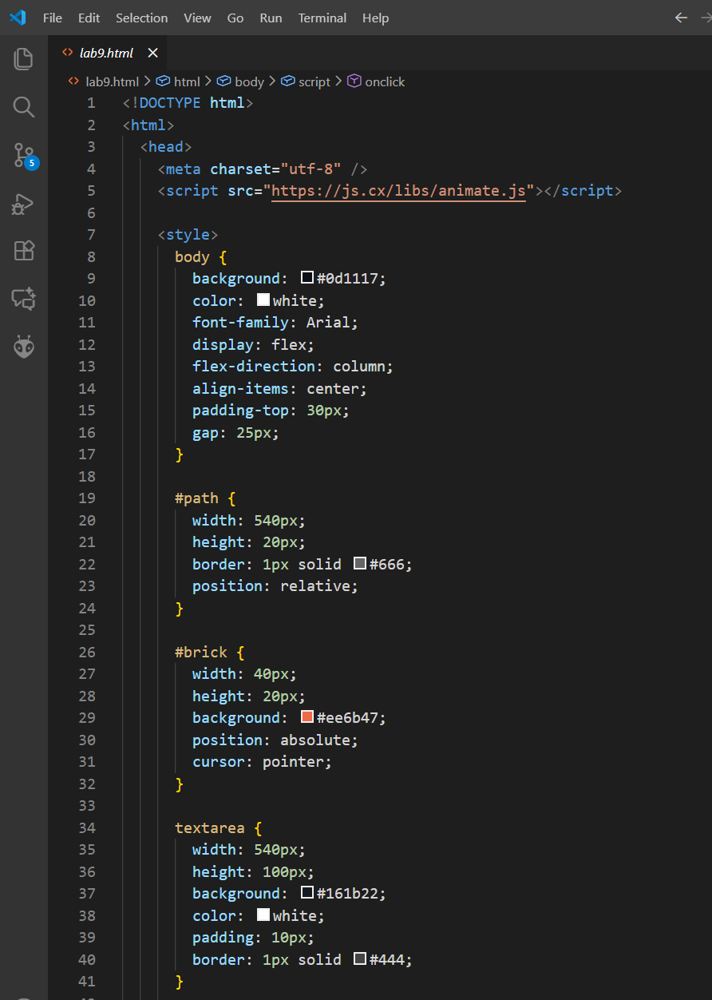 File Edit Selection View Go Run Terminal Help
lab9.html
lab9.html > html > body > script > onclick
1 <!DOCTYPE html>
2 <html>
3 <head>
4 <meta charset="utf-8" />
5 <script src="https://js.cx/libs/animate.js"></script>
6
7 <style>
8 body {
9 background: #0d1117;
10 color: white;
11 font-family: Arial;
12 display: flex;
13 flex-direction: column;
14 align-items: center;
15 padding-top: 30px;
16 gap: 25px;
17 }
18
19 #path {
20 width: 540px;
21 height: 20px;
22 border: 1px solid #666;
23 position: relative;
24 }
25
26 #brick {
27 width: 40px;
28 height: 20px;
29 background: #ee6b47;
30 position: absolute;
31 cursor: pointer;
32 }
33
34 textarea {
35 width: 540px;
36 height: 100px;
37 background: #161b22;
38 color: white;
39 padding: 10px;
40 border: 1px solid #444;
41 }
5